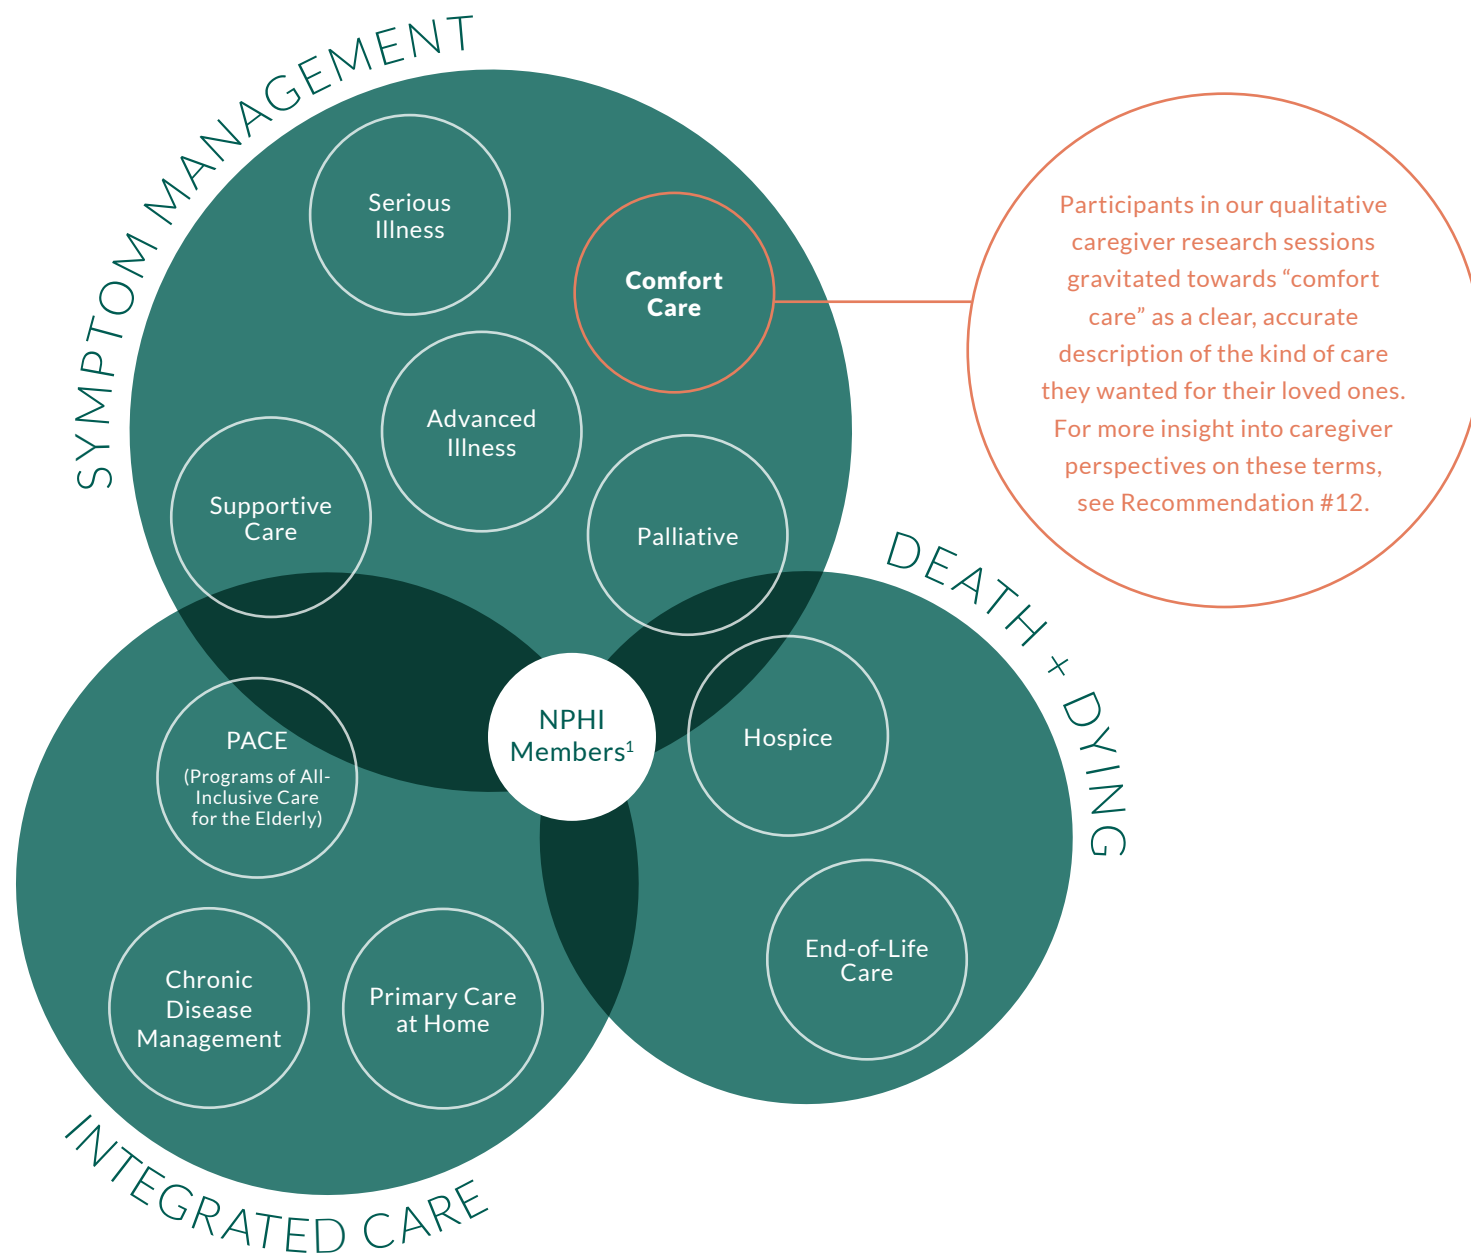 SYMPTOM MANAGEMENT
Serious
Illness
Comfort
Care
Advanced
Illness
Supportive
Care
Palliative
Participants in our qualitative
caregiver research sessions
gravitated towards “comfort
care” as a clear, accurate
description of the kind of care
they wanted for their loved ones.
For more insight into caregiver
perspectives on these terms,
see Recommendation #12.
DEATH + DYING
NPHI
Members¹
Hospice
End-of-Life
Care
PACE
(Programs of All-
Inclusive Care
for the Elderly)
Chronic
Disease
Management
Primary Care
at Home
INTEGRATED CARE